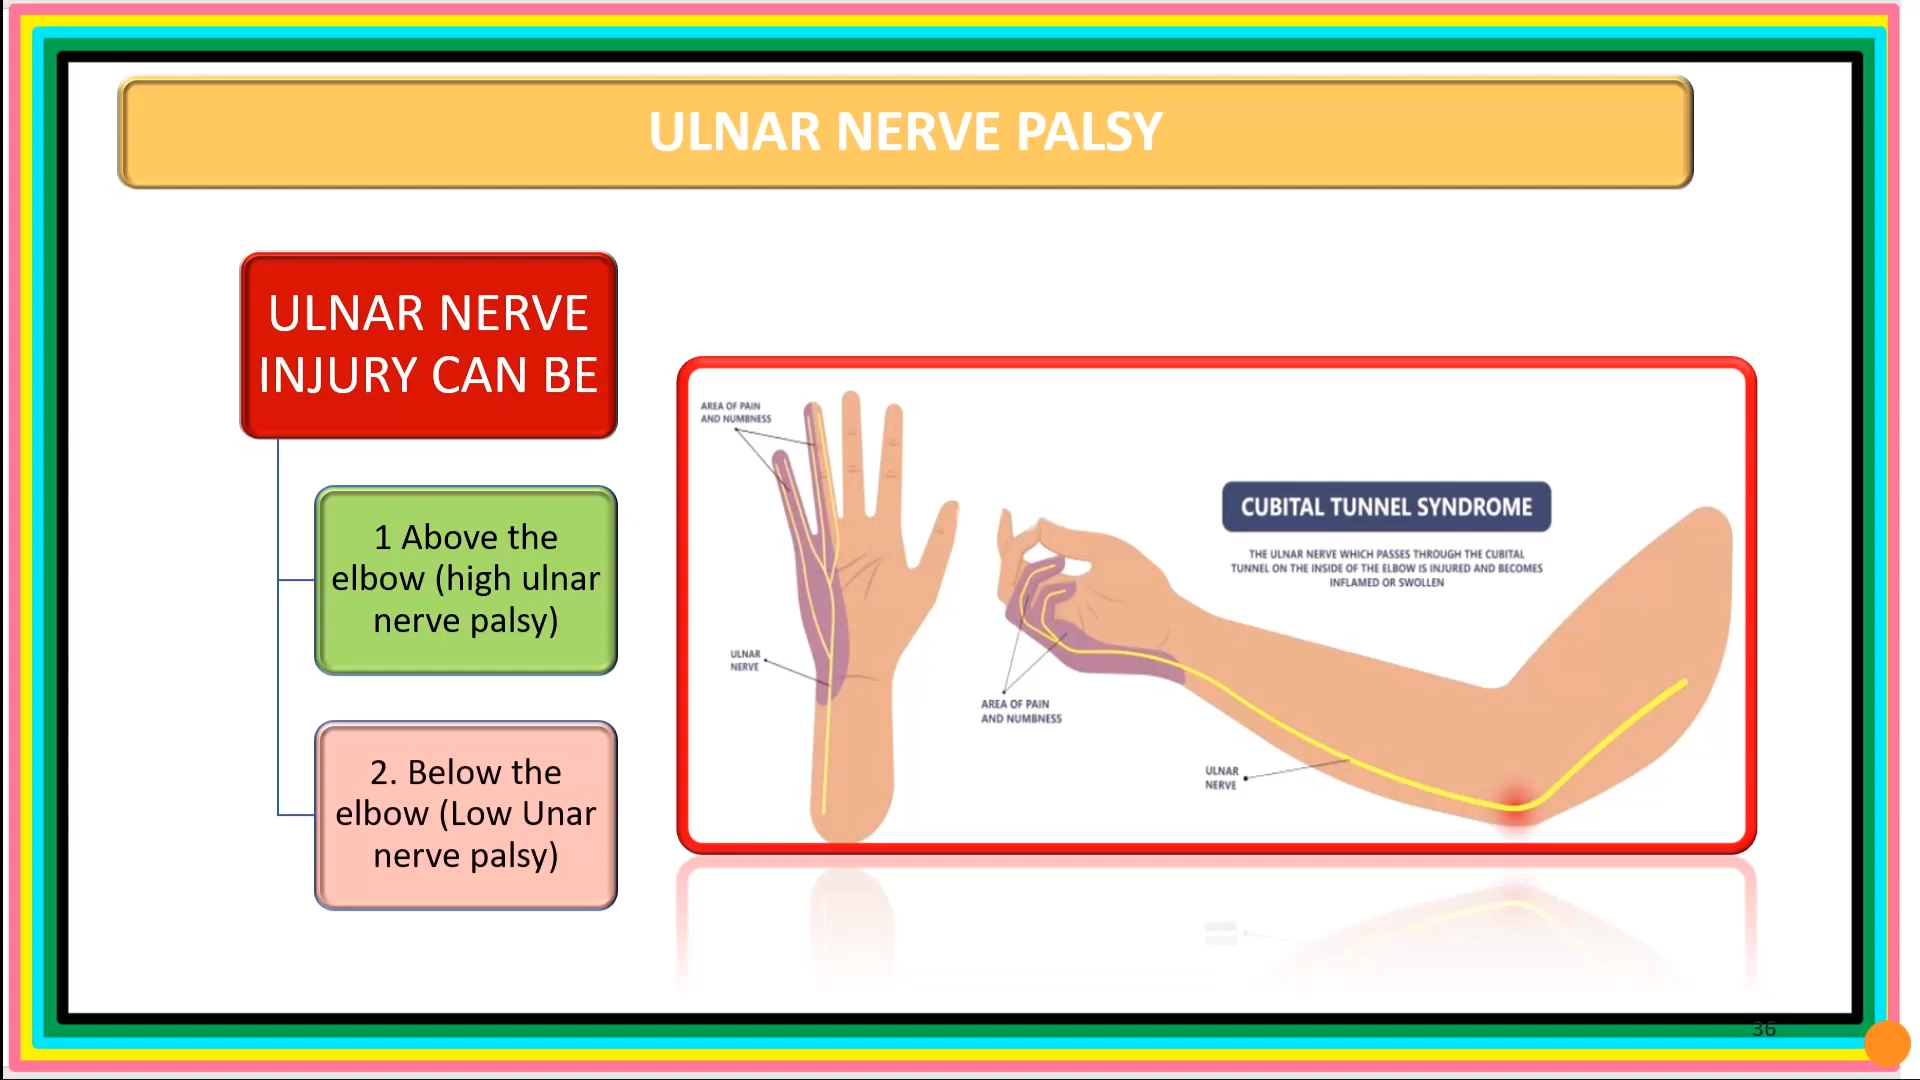 ULNAR NERVE PALSY
ULNAR NERVE
INJURY CAN BE
1 Above the
elbow (high ulnar
nerve palsy)
2. Below the
elbow (Low Unar
nerve palsy)
AREA OF PAIN
AND NUMBNESS
ULNAR
NERVE
CUBITAL TUNNEL SYNDROME
THE ULNAR NERVE WHICH PASSES THROUGH THE CUBITAL
TUNNEL ON THE INSIDE OF THE ELBOW IS INJURED AND BECOMES
INFLAMED OR SWOLLEN
AREA OF PAIN
AND NUMBNESS
ULNAR
NERVE
36